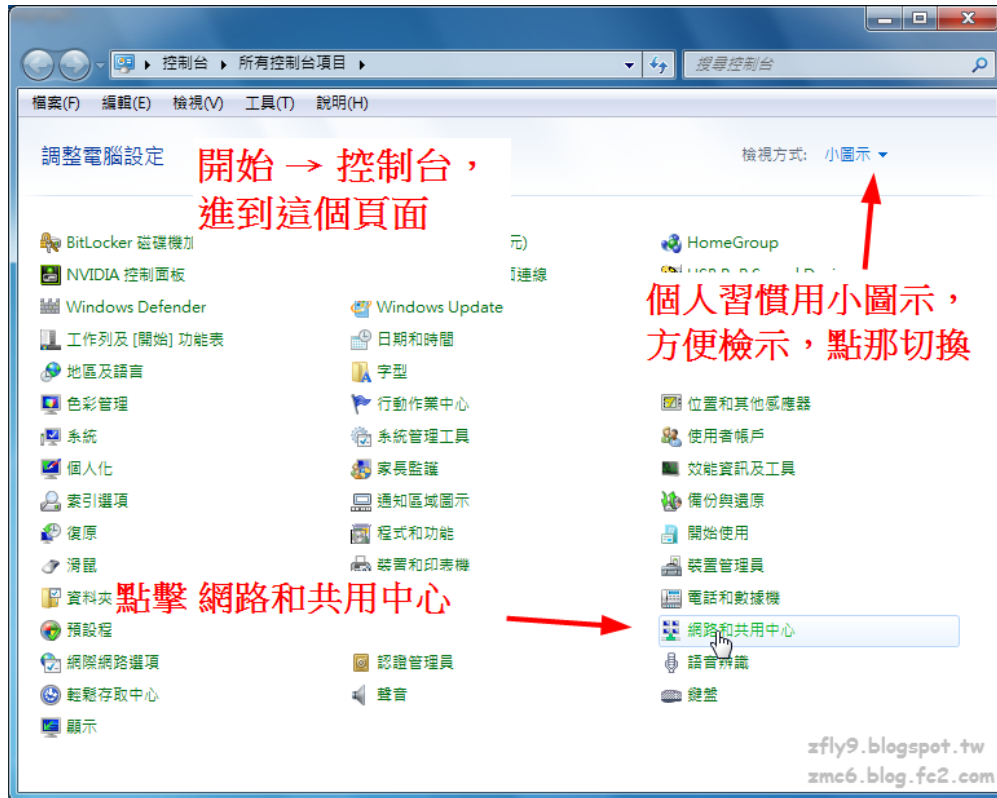 控制台 ▸ 所有控制台項目 ▸
搜尋控制台
檔案(F) 編輯(E) 檢視(V) 工具(T) 說明(H)
調整電腦設定
開始 → 控制台，
進到這個頁面
檢視方式: 小圖示
BitLocker 磁碟機加 元) HomeGroup
NVIDIA 控制面板 面連線
Windows Defender Windows Update
個人習慣用小圖示，
方便檢示，點那切換
工作列及 [開始] 功能表 日期和時間
地區及語言 字型
色彩管理 行動作業中心 位置和其他感應器
系統 系統管理工具 使用者帳戶
個人化 家長監護 效能資訊及工具
索引選項 通知區域圖示 備份與還原
復原 程式和功能 開始使用
滑鼠 裝置和印表機 裝置管理員
資料夾 電話和數據機
點擊 網路和共用中心
預設程 網路和共用中心
網際網路選項 認證管理員 語音辨識
輕鬆存取中心 聲音 鍵盤
顯示
zfly9.blogspot.tw
zmc6.blog.fc2.com